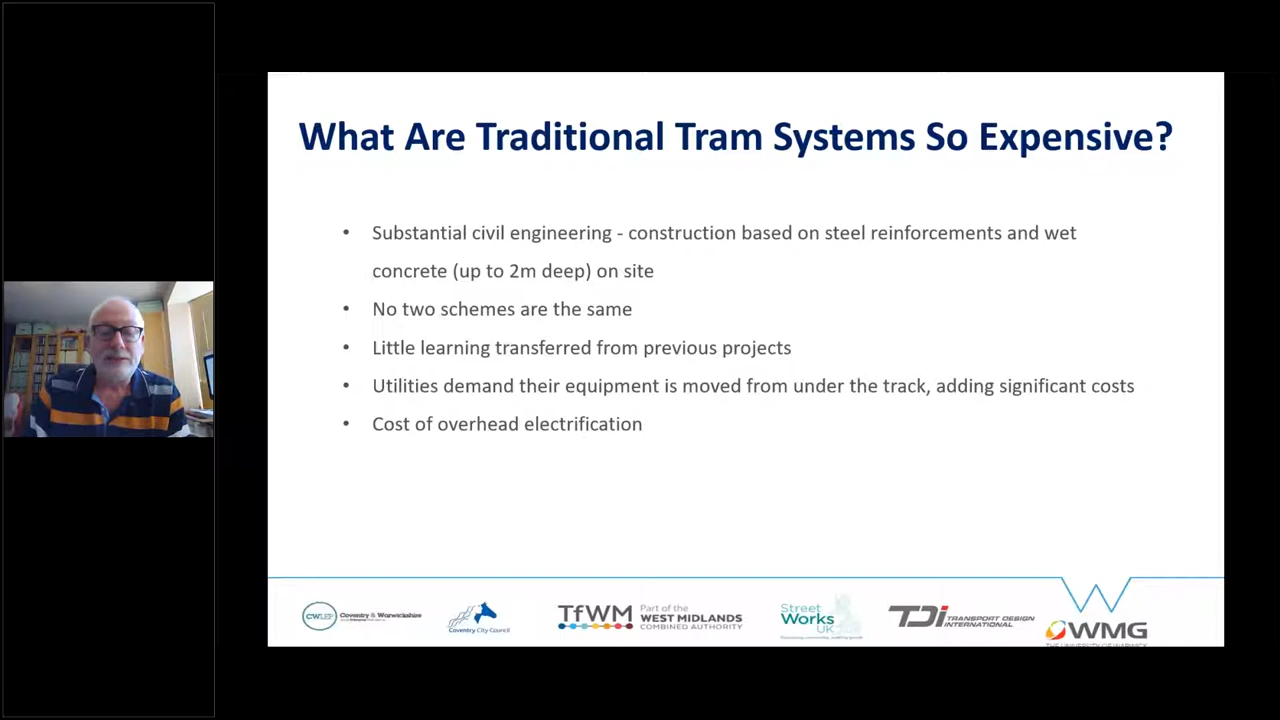 What Are Traditional Tram Systems So Expensive?
• Substantial civil engineering - construction based on steel reinforcements and wet
concrete (up to 2m deep) on site
• No two schemes are the same
• Little learning transferred from previous projects
• Utilities demand their equipment is moved from under the track, adding significant costs
• Cost of overhead electrification
CWLEP Coventry & Warwickshire
Coventry City Council
TfWM Part of the
WEST MIDLANDS
COMBINED AUTHORITY
Street
Works
UK
TDi TRANSPORT DESIGN
INTERNATIONAL
WMG
THE UNIVERSITY OF WARWICK